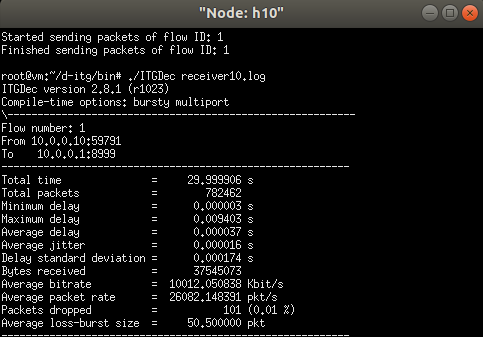 "Node: h10"
Started sending packets of flow ID: 1
Finished sending packets of flow ID: 1
root@vm:~/d-itg/bin# ./ITGDec receiver10.log
ITGDec version 2.8.1 (r1023)
Compile-time options: bursty multiport
\----------------------------------------------------------
Flow number: 1
From 10.0.0.10:59791
To    10.0.0.1:8999
----------------------------------------------------------
Total time               =     29.999906 s
Total packets            =        782462
Minimum delay            =      0.000003 s
Maximum delay            =      0.009403 s
Average delay            =      0.000037 s
Average jitter           =      0.000016 s
Delay standard deviation =      0.000174 s
Bytes received           =      37545073
Average bitrate          =  10012.050838 Kbit/s
Average packet rate      =  26082.148391 pkt/s
Packets dropped          =           101 (0.01 %)
Average loss-burst size  =     50.500000 pkt
----------------------------------------------------------